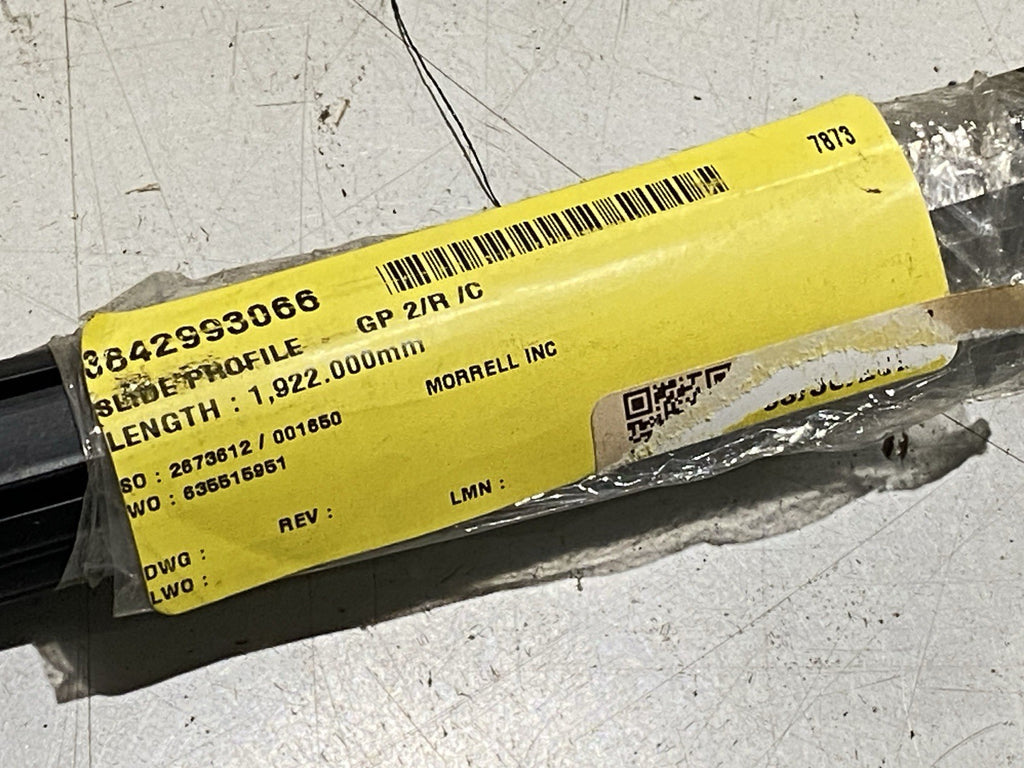 7873
3842993066
SLIDE PROFILE GP 2/R /C
LENGTH : 1,922.000mm
MORRELL INC
SO : 2673612 / 001650
WO : 635515951
REV : LMN :
DWG :
LWO :